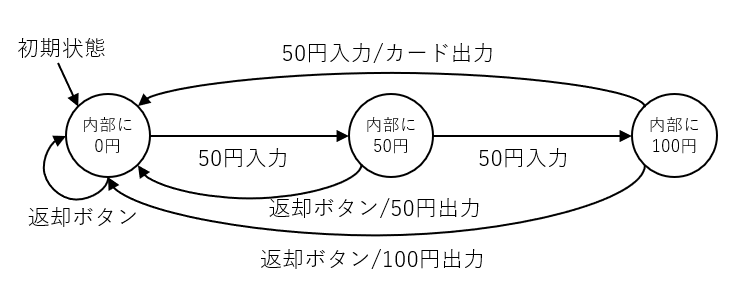 初期状態
50円入力/カード出力
内部に
0円
内部に
50円
内部に
100円
50円入力
50円入力
返却ボタン
返却ボタン/50円出力
返却ボタン/100円出力